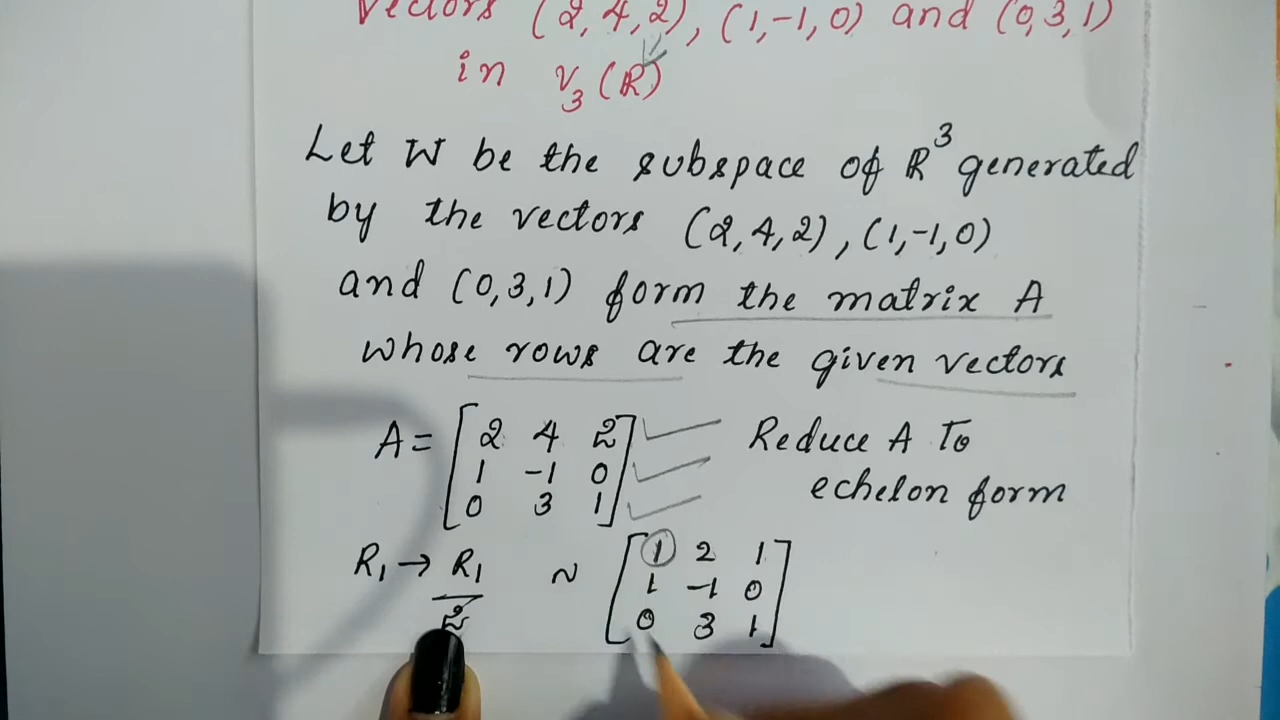 vectors (2,4,2), (1,-1,0) and (0,3,1)
in V₃(R)
Let W be the subspace of R³ generated
by the vectors (2,4,2), (1,-1,0)
and (0,3,1) form the matrix A
whose rows are the given vectors
A = [2 4 2
1 -1 0
0 3 1]
Reduce A To
echelon form
R₁ → R₁/2 ~ [1 2 1
1 -1 0
0 3 1]